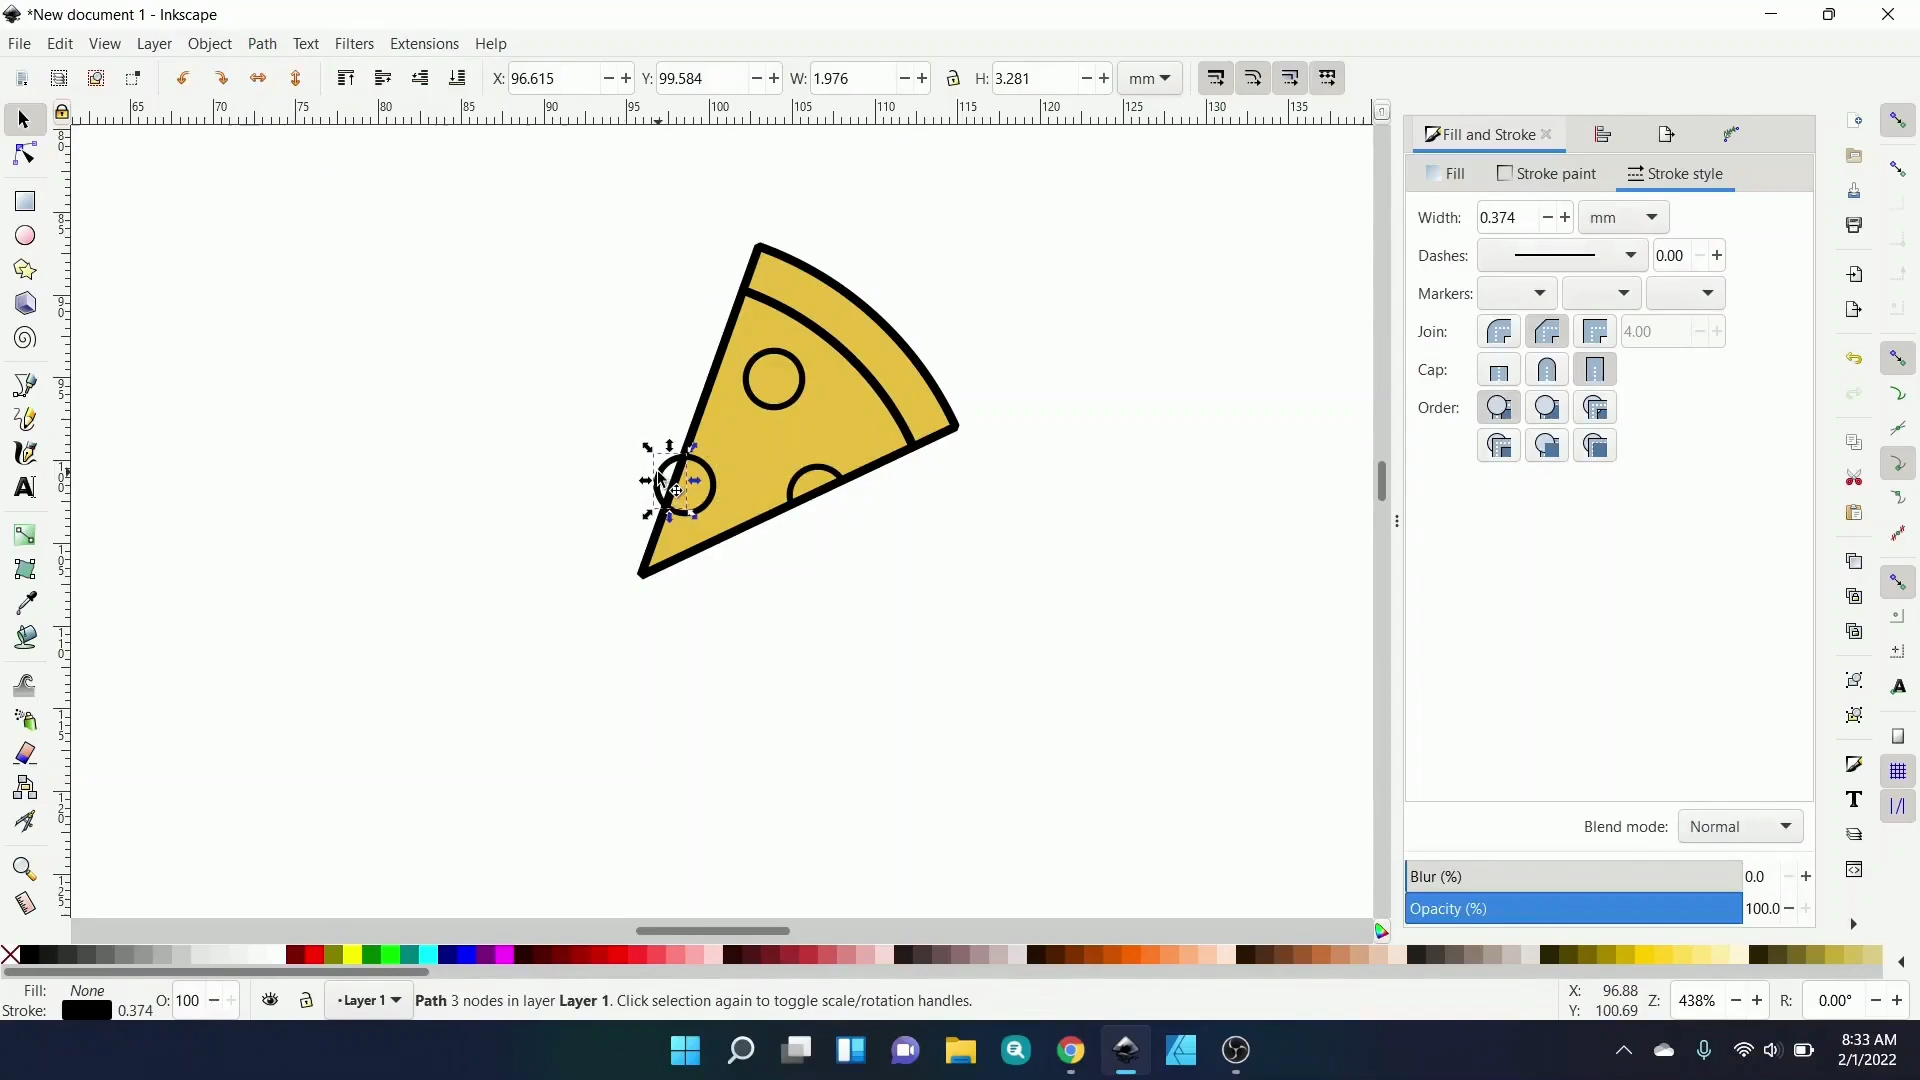 *New document 1 - Inkscape
File Edit View Layer Object Path Text Filters Extensions Help
X: 96.615 Y: 99.584 W: 1.976 H: 3.281 mm
65 70 75 80 85 90 95 100 105 110 115 120 125 130 135
Fill and Stroke
Fill Stroke paint Stroke style
Width: 0.374 mm
Dashes: 0.00
Markers:
Join: 4.00
Cap:
Order:
Blend mode: Normal
Blur (%) 0.0
Opacity (%) 100.0
Fill: None
Stroke: 0.374
O: 100
Layer 1
Path 3 nodes in layer Layer 1. Click selection again to toggle scale/rotation handles.
X: 96.88
Y: 100.69
Z: 438%
R: 0.00°
8:33 AM
2/1/2022